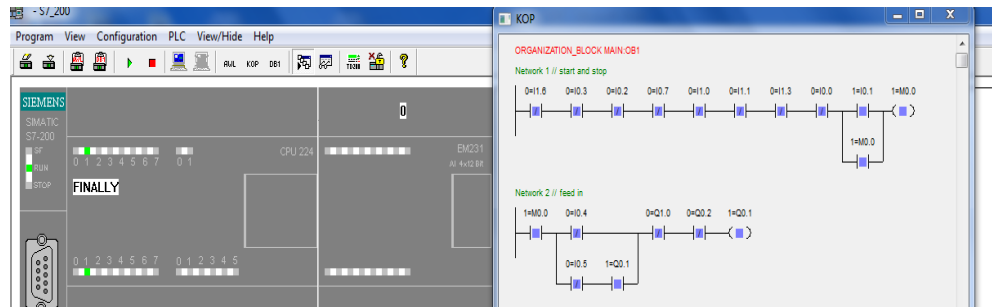 - S7_200
Program View Configuration PLC View/Hide Help
AWL KOP DB1
SIEMENS
SIMATIC
S7-200
SF
RUN
STOP
0 1 2 3 4 5 6 7 0 1
CPU 224
FINALLY
0 1 2 3 4 5 6 7 0 1 2 3 4 5
0
EM231
AI 4x12 Bit
KOP
ORGANIZATION_BLOCK MAIN:OB1
Network 1 // start and stop
0=I1.6 0=I0.3 0=I0.2 0=I0.7 0=I1.0 0=I1.1 0=I1.3 0=I0.0 1=I0.1 1=M0.0
1=M0.0
Network 2 // feed in
1=M0.0 0=I0.4 0=Q1.0 0=Q0.2 1=Q0.1
0=I0.5 1=Q0.1